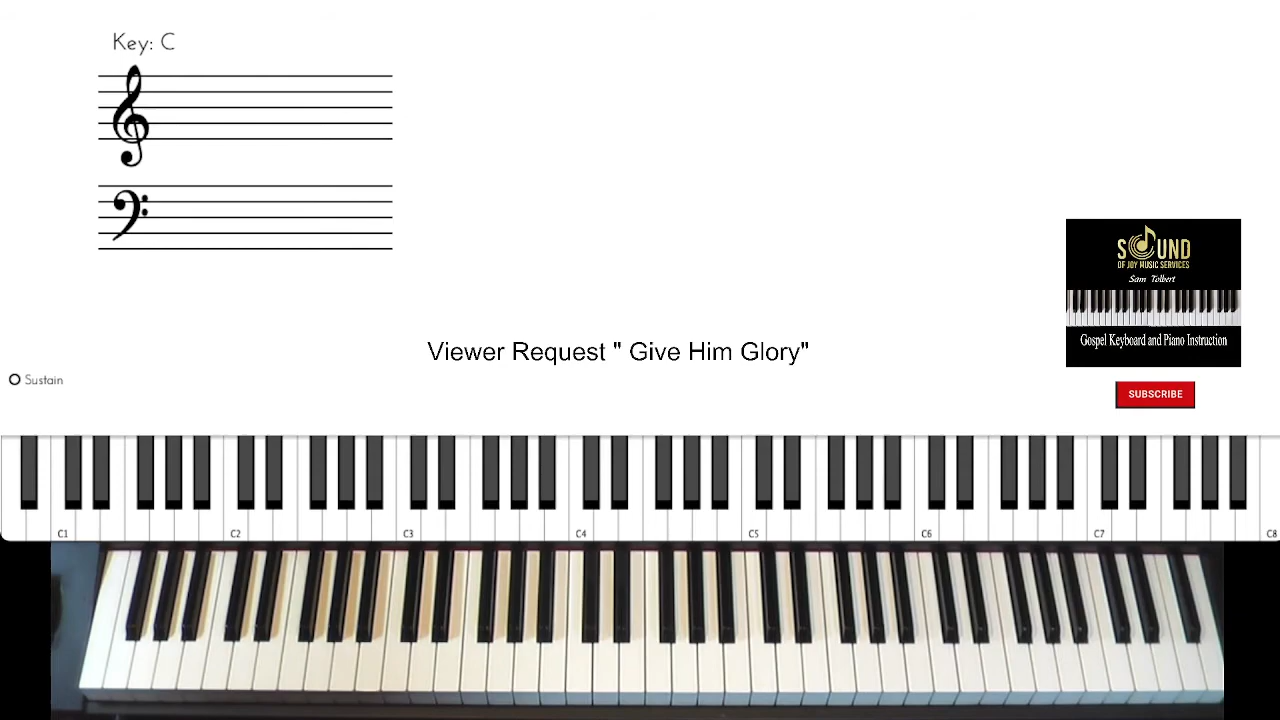 Key: C
SOUND
OF JOY MUSIC SERVICES
Sam Tolbert
Gospel Keyboard and Piano Instruction
Viewer Request " Give Him Glory"
Sustain
SUBSCRIBE
C1 C2 C3 C4 C5 C6 C7 C8